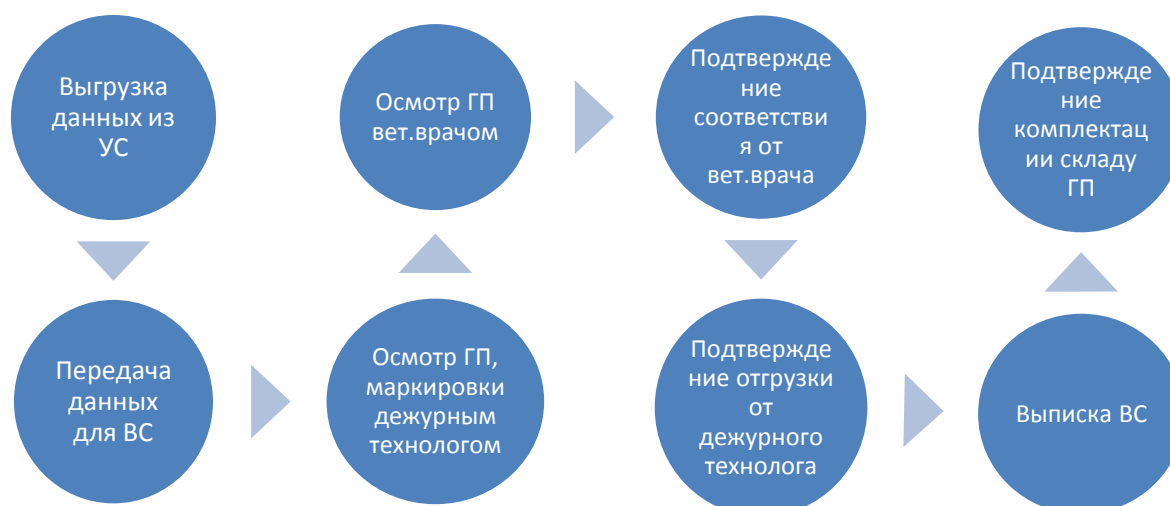 Выгрузка
данных из
УС
Передача
данных
для ВС
Осмотр ГП,
маркировки
дежурным
технологом
Осмотр ГП
вет.врачом
Подтвержде
ние
соответстви
я от
вет.врача
Подтвержде
ние отгрузки
от
дежурного
технолога
Выписка ВС
Подтвержде
ние
комплектац
ии складу
ГП